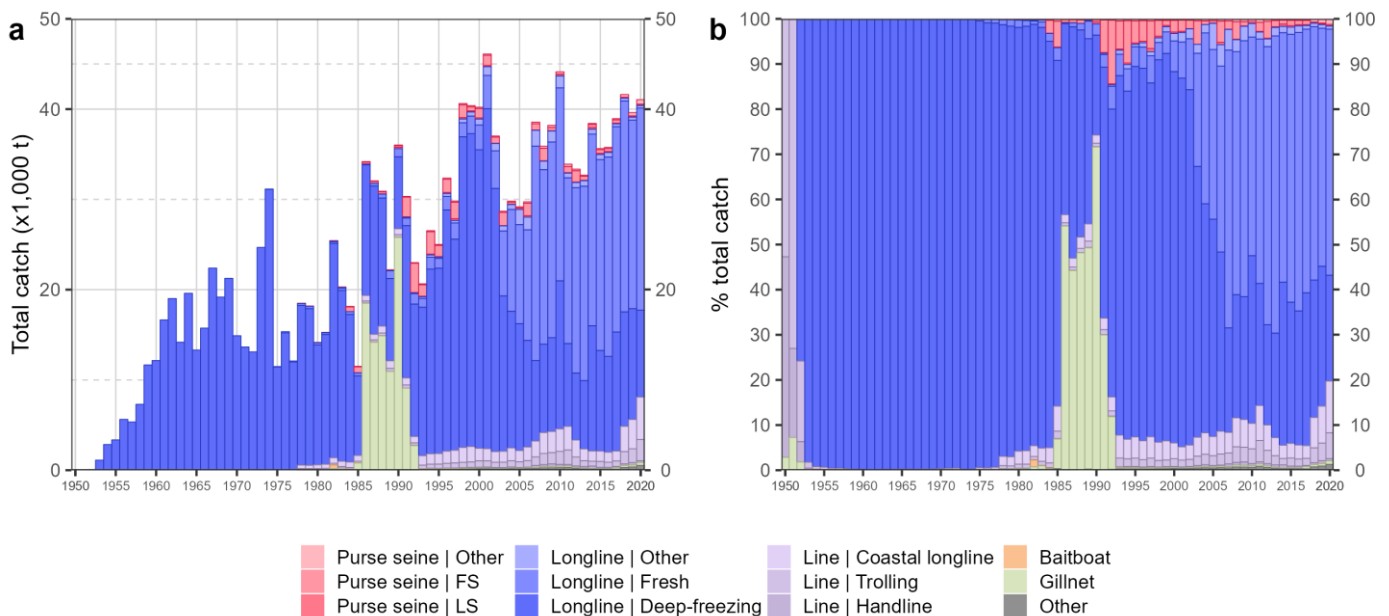 a
Total catch (x1,000 t)
50
40
20
0
50
40
20
0
1950 1955 1960 1965 1970 1975 1980 1985 1990 1995 2000 2005 2010 2015 2020
b
% total catch
100
90
80
70
60
50
40
30
20
10
0
100
90
80
70
60
50
40
30
20
10
0
1950 1955 1960 1965 1970 1975 1980 1985 1990 1995 2000 2005 2010 2015 2020
Purse seine | Other
Purse seine | FS
Purse seine | LS
Longline | Other
Longline | Fresh
Longline | Deep-freezing
Line | Coastal longline
Line | Trolling
Line | Handline
Baitboat
Gillnet
Other